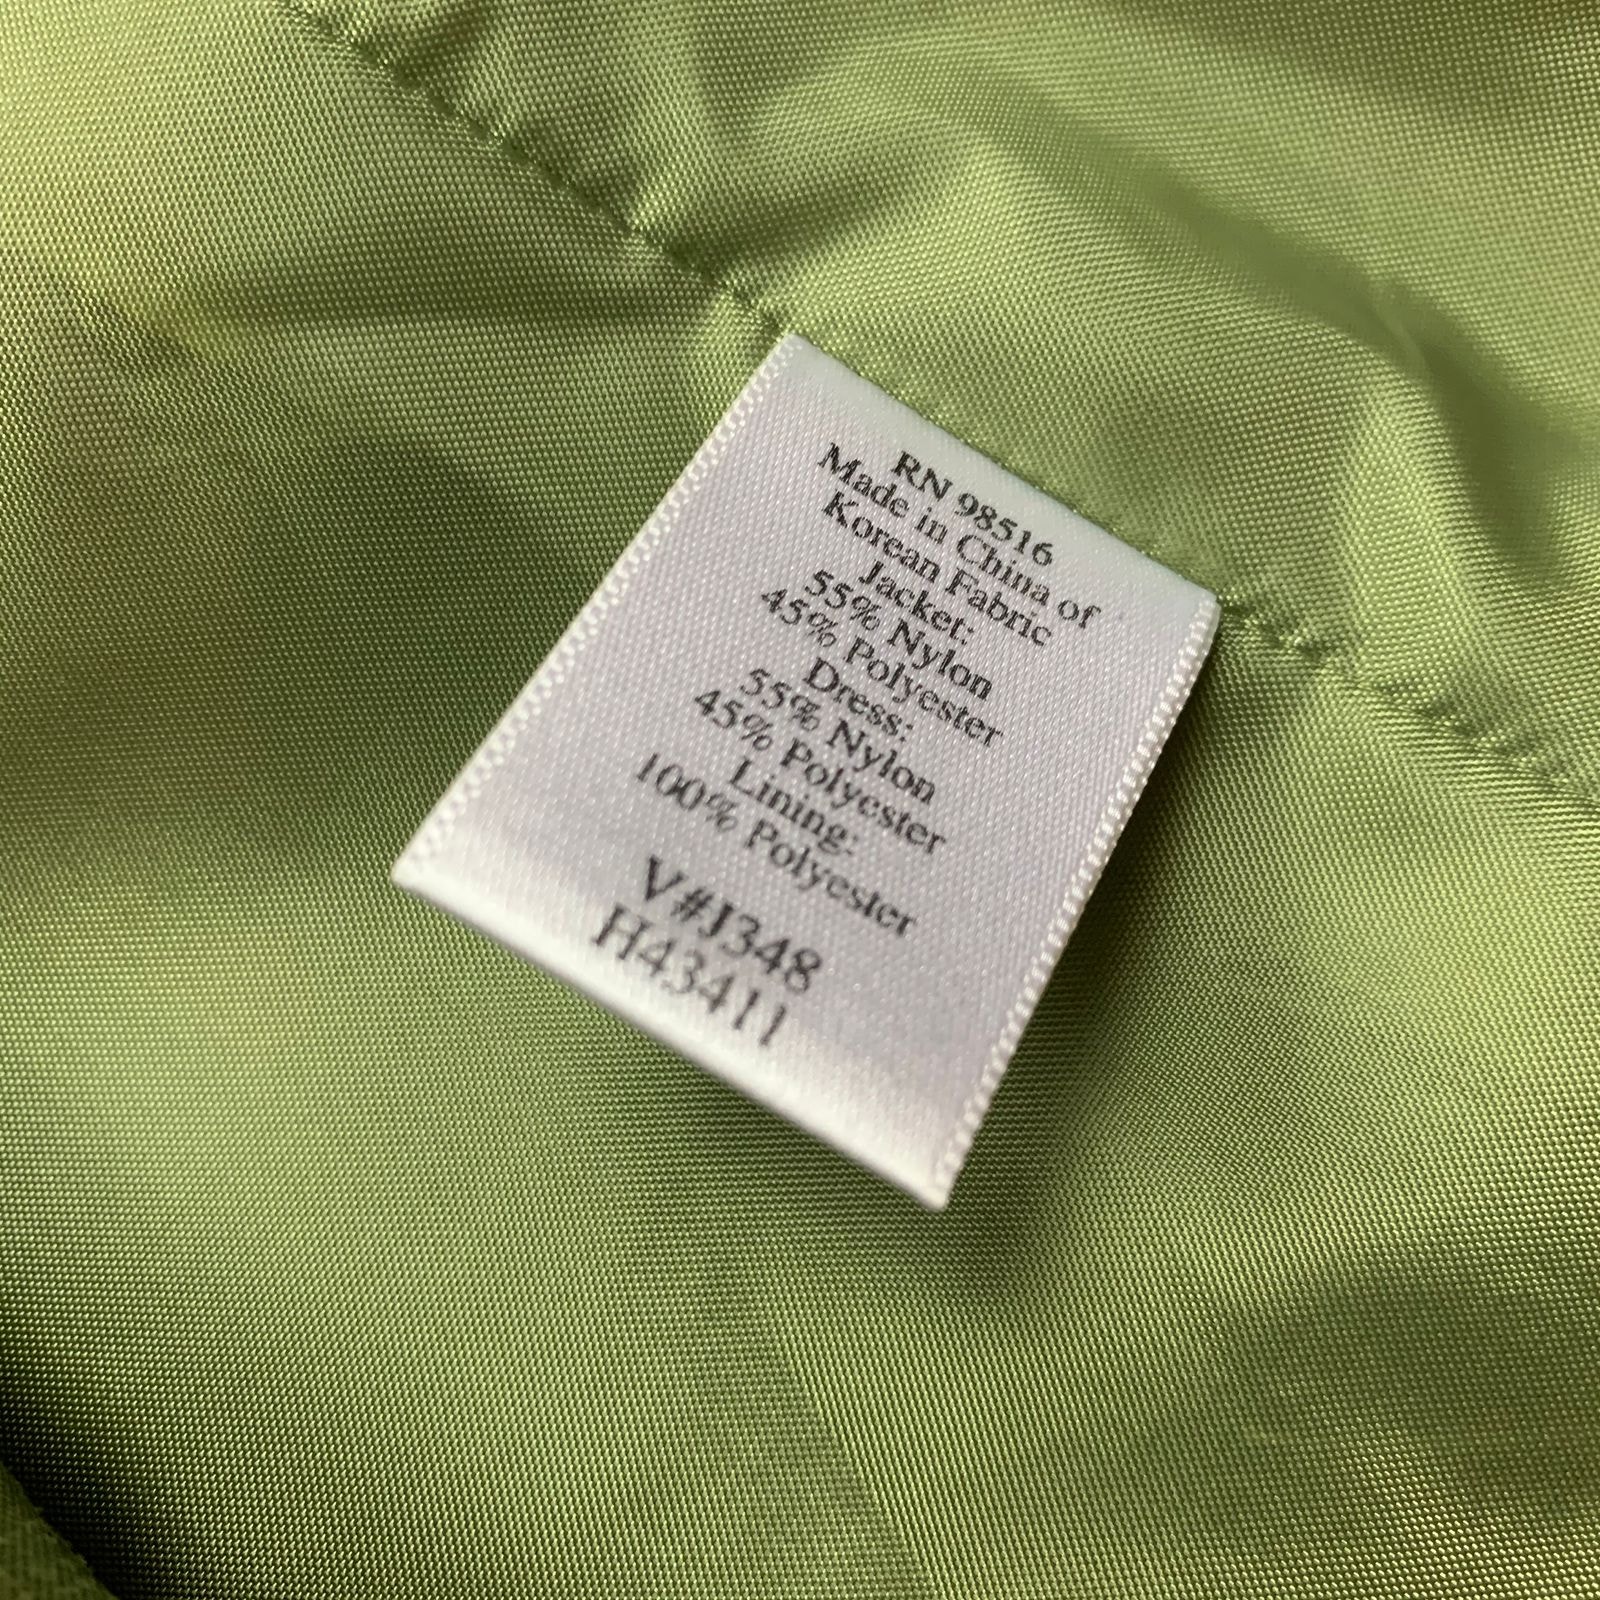 RN 98516
Made in China of
Korean Fabric
Jacket:
55% Nylon
45% Polyester
Dress:
55% Nylon
45% Polyester
Lining:
100% Polyester
V#J348
H43411